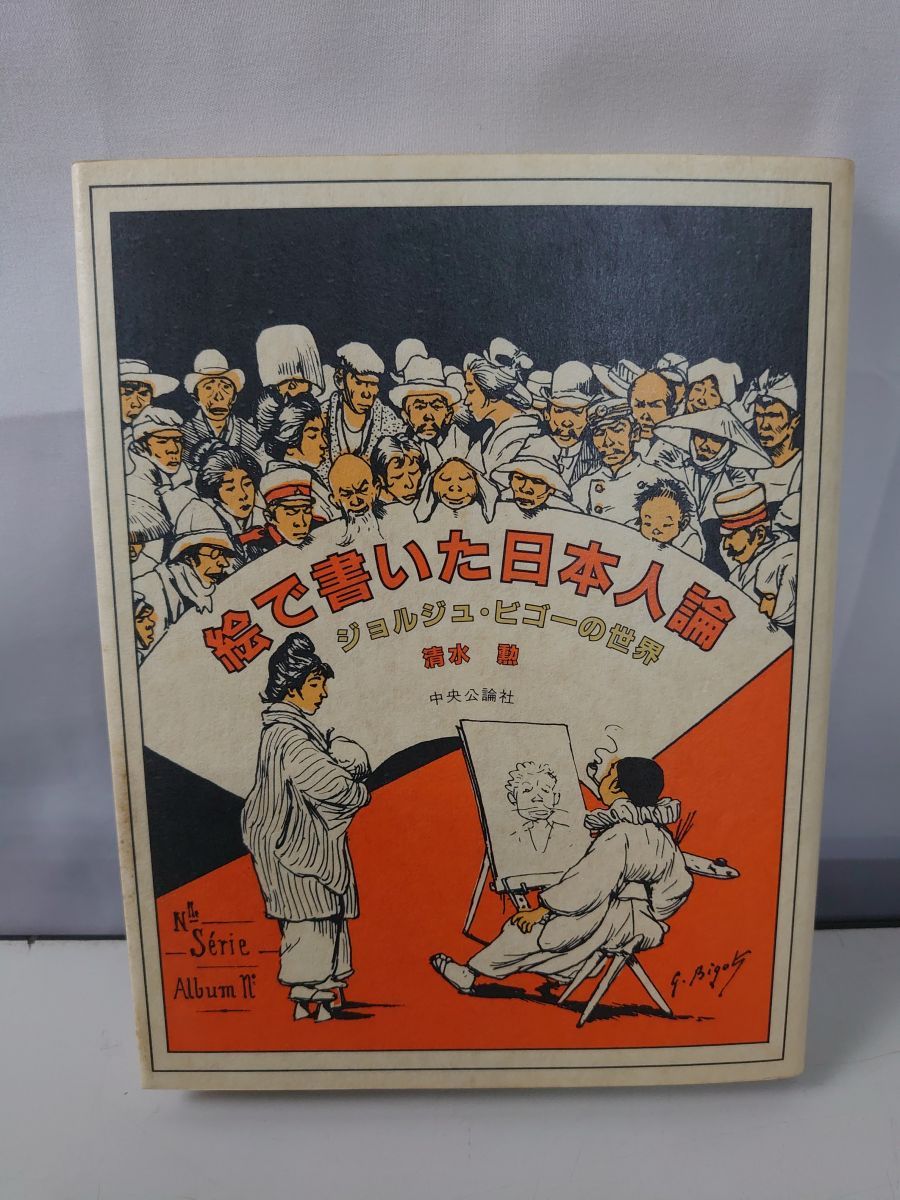 絵で書いた日本人論
ジョルジュ・ビゴーの世界
清水 勲
中央公論社
Nlle
Série
Album N°
G. Bigot